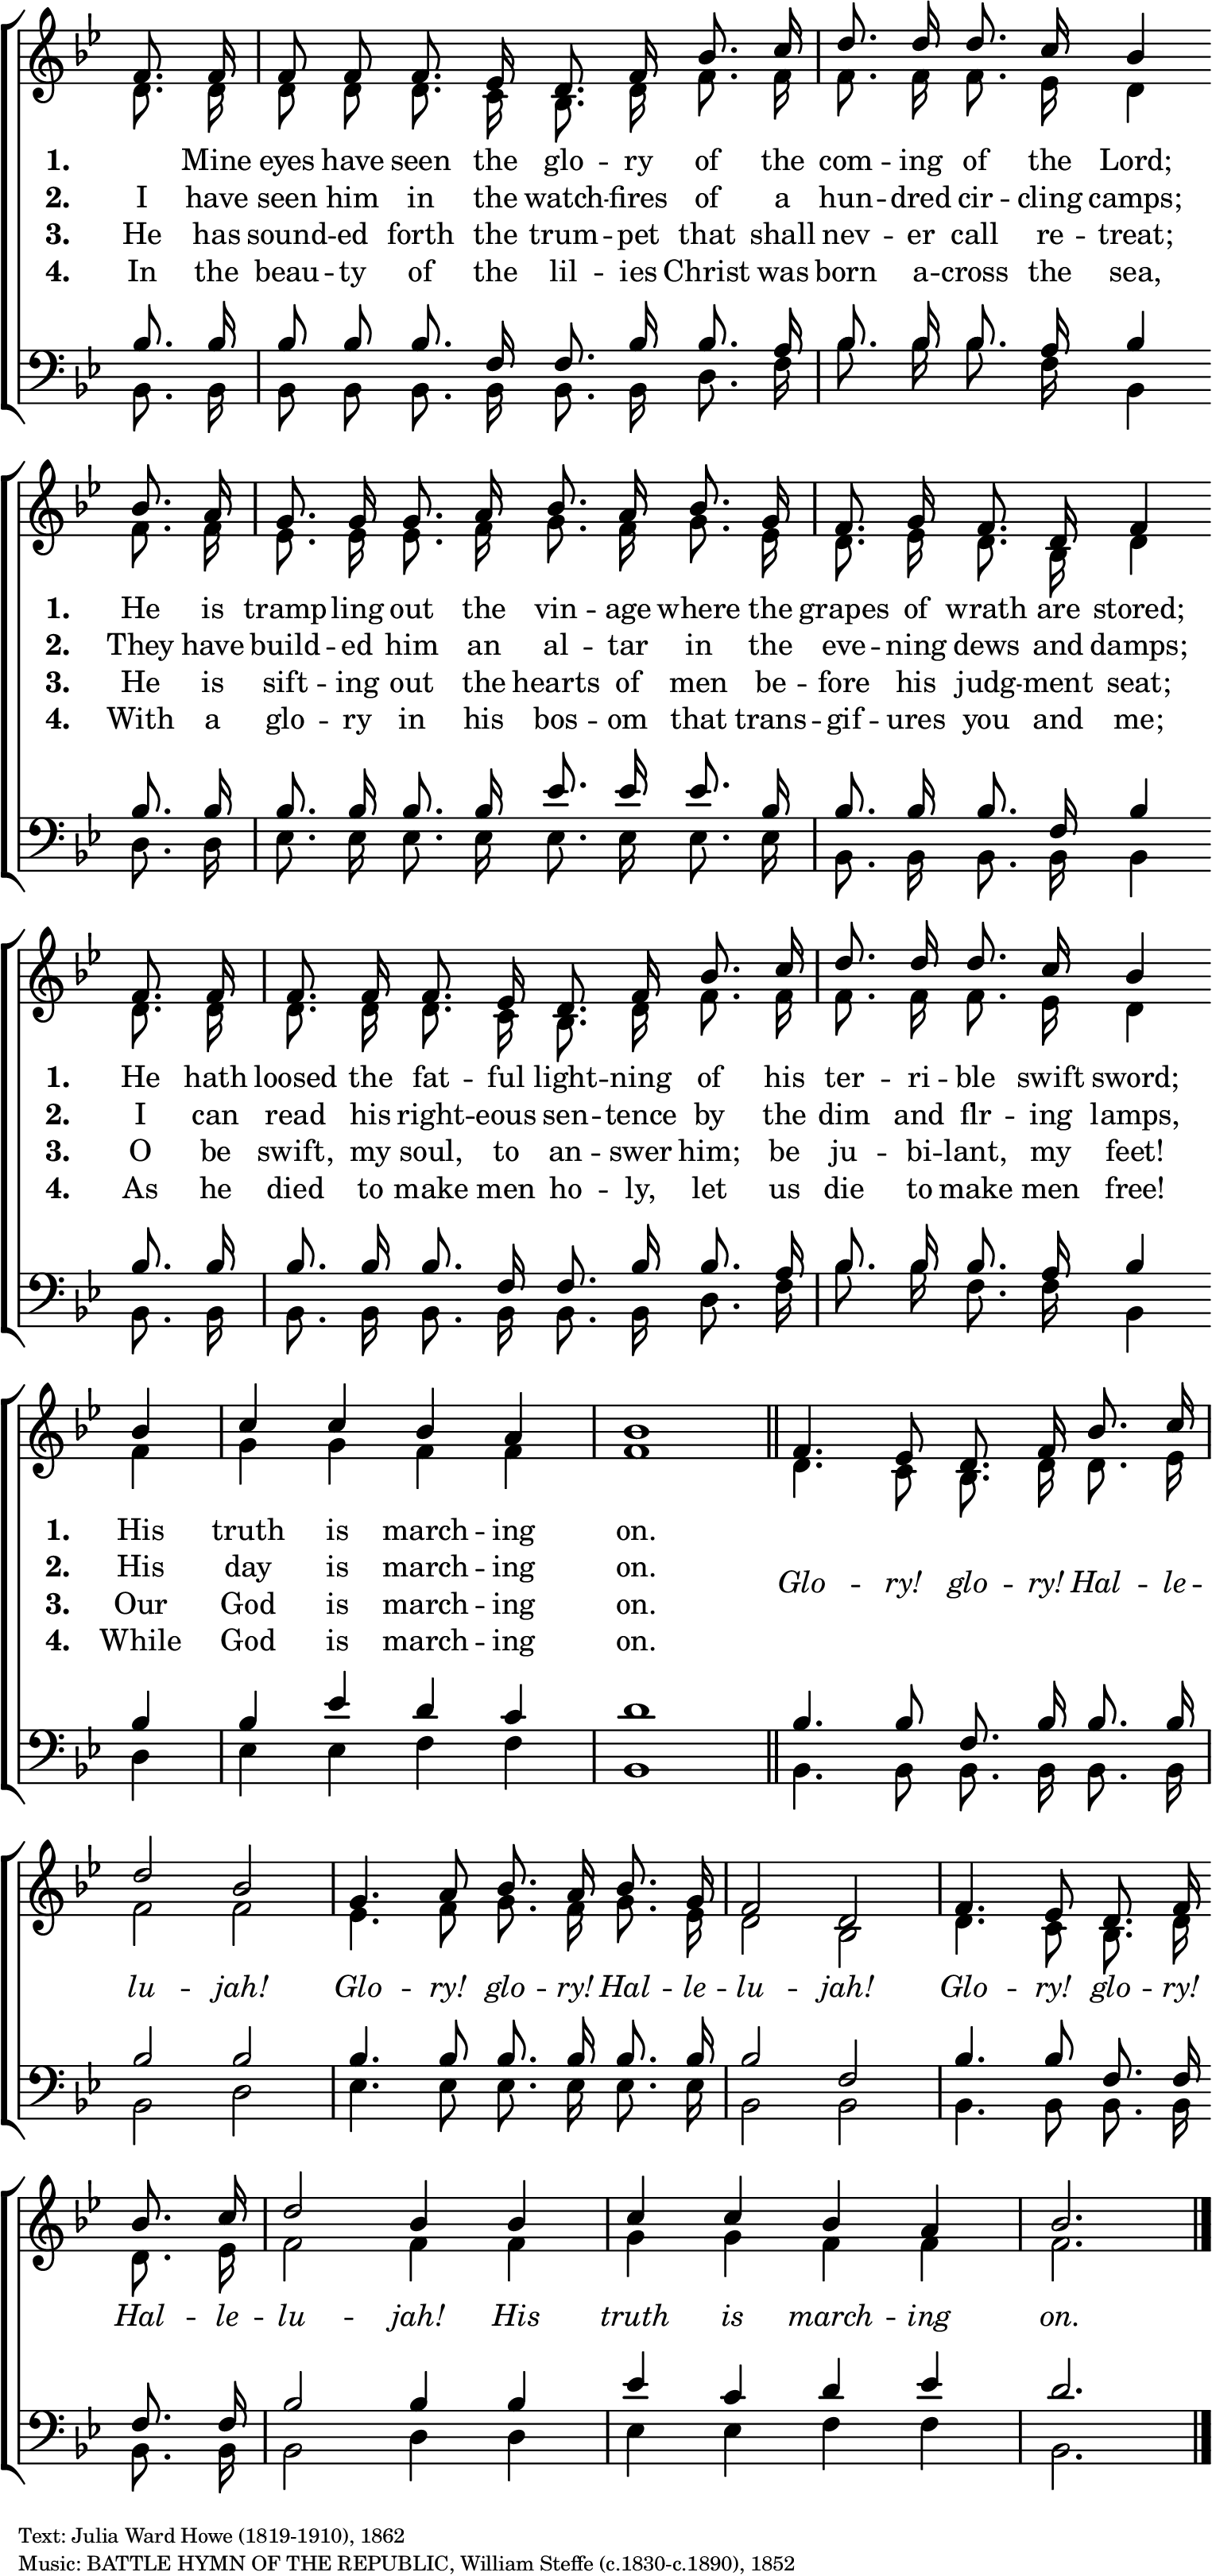 1. Mine eyes have seen the glo -- ry of the com -- ing of the Lord;
2. I have seen him in the watch -- fires of a hun -- dred cir -- cling camps;
3. He has sound -- ed forth the trum -- pet that shall nev -- er call re -- treat;
4. In the beau -- ty of the lil -- ies Christ was born a -- cross the sea,
1. He is tramp -- ling out the vin -- age where the grapes of wrath are stored;
2. They have build -- ed him an al -- tar in the eve -- ning dews and damps;
3. He is sift -- ing out the hearts of men be -- fore his judg -- ment seat;
4. With a glo -- ry in his bos -- om that trans -- gif -- ures you and me;
1. He hath loosed the fat -- ful light -- ning of his ter -- ri -- ble swift sword;
2. I can read his right -- eous sen -- tence by the dim and flr -- ing lamps,
3. O be swift, my soul, to an -- swer him; be ju -- bi -- lant, my feet!
4. As he died to make men ho -- ly, let us die to make men free!
1. His truth is march -- ing on.
2. His day is march -- ing on.
3. Our God is march -- ing on.
4. While God is march -- ing on.
Glo -- ry! glo -- ry! Hal -- le --
lu -- jah! Glo -- ry! glo -- ry! Hal -- le -- lu -- jah! Glo -- ry! glo -- ry!
Hal -- le -- lu -- jah! His truth is march -- ing on.
Text: Julia Ward Howe (1819-1910), 1862
Music: BATTLE HYMN OF THE REPUBLIC, William Steffe (c.1830-c.1890), 1852